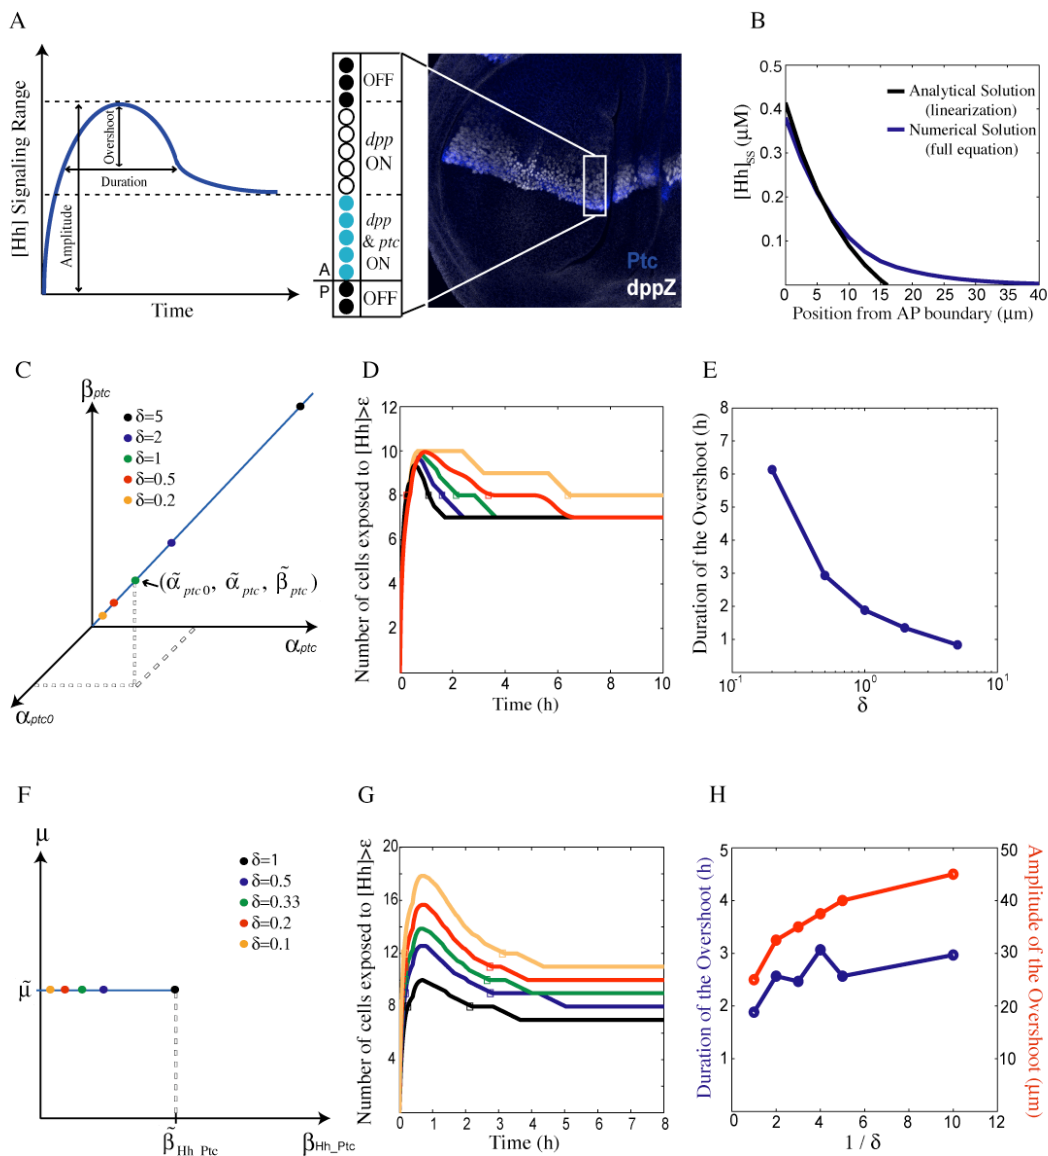 A
[Hh] Signaling Range
Amplitude
Overshoot
Duration
Time
OFF
dpp
ON
dpp
& ptc
ON
A
P
OFF
Ptc
dppZ
B
[Hh]SS (μM)
0.5
0.4
0.3
0.2
0.1
Analytical Solution
(linearization)
Numerical Solution
(full equation)
0 5 10 15 20 25 30 35 40
Position from AP boundary (μm)
C
βptc
δ=5
δ=2
δ=1
δ=0.5
δ=0.2
(α̃ptc0, α̃ptc, β̃ptc)
αptc
αptc0
D
Number of cells exposed to [Hh]>ε
12
10
8
6
4
2
0 2 4 6 8 10
Time (h)
E
Duration of the Overshoot (h)
8
7
6
5
4
3
2
1
10⁻¹ 10⁰ 10¹
δ
F
μ
δ=1
δ=0.5
δ=0.33
δ=0.2
δ=0.1
μ̃
β̃Hh_Ptc
βHh_Ptc
G
Number of cells exposed to [Hh]>ε
20
16
12
8
4
0 1 2 3 4 5 6 7 8
Time (h)
H
Duration of the Overshoot (h)
5
4
3
2
1
50
40
30
20
10
0
Amplitude of the Overshoot (μm)
0 2 4 6 8 10 12
1 / δ